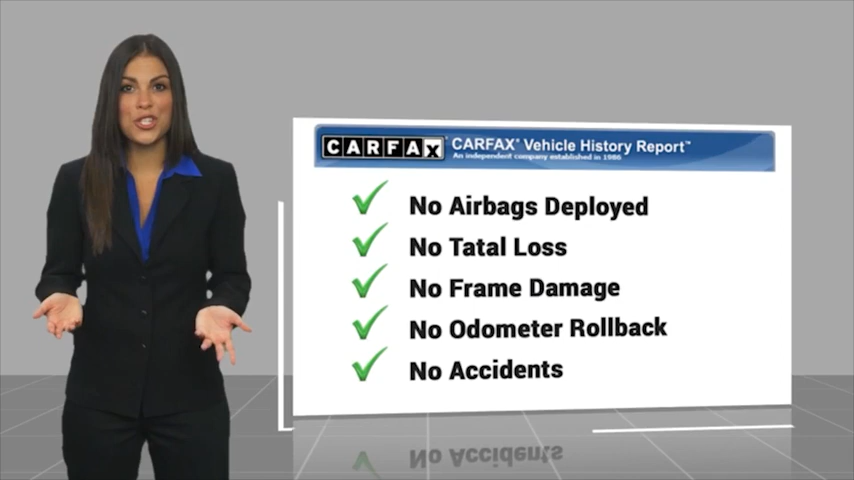 CARFAX CARFAX® Vehicle History Report™
An independent company established in 1986
No Airbags Deployed
No Tatal Loss
No Frame Damage
No Odometer Rollback
No Accidents
No Accidents